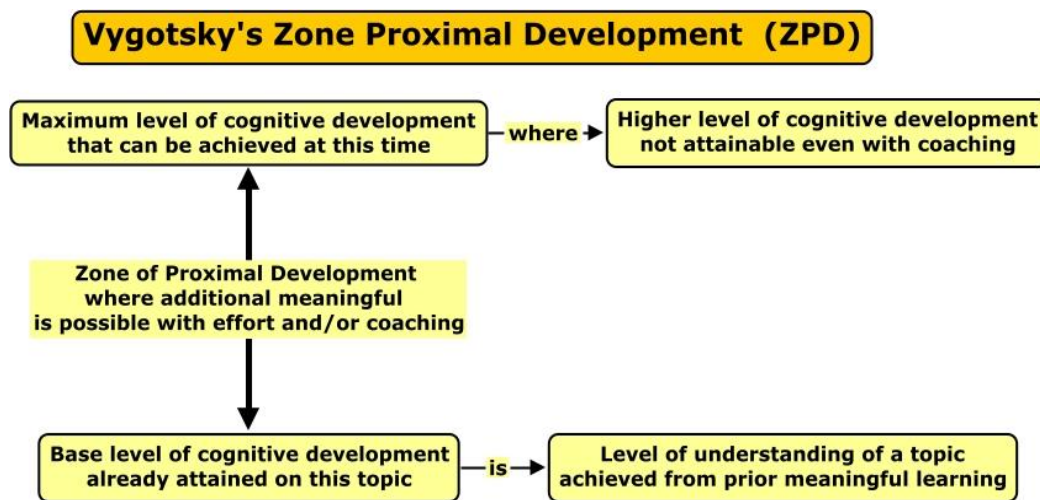 Vygotsky's Zone Proximal Development (ZPD)
Maximum level of cognitive development
that can be achieved at this time
where
Higher level of cognitive development
not attainable even with coaching
Zone of Proximal Development
where additional meaningful
is possible with effort and/or coaching
Base level of cognitive development
already attained on this topic
is
Level of understanding of a topic
achieved from prior meaningful learning